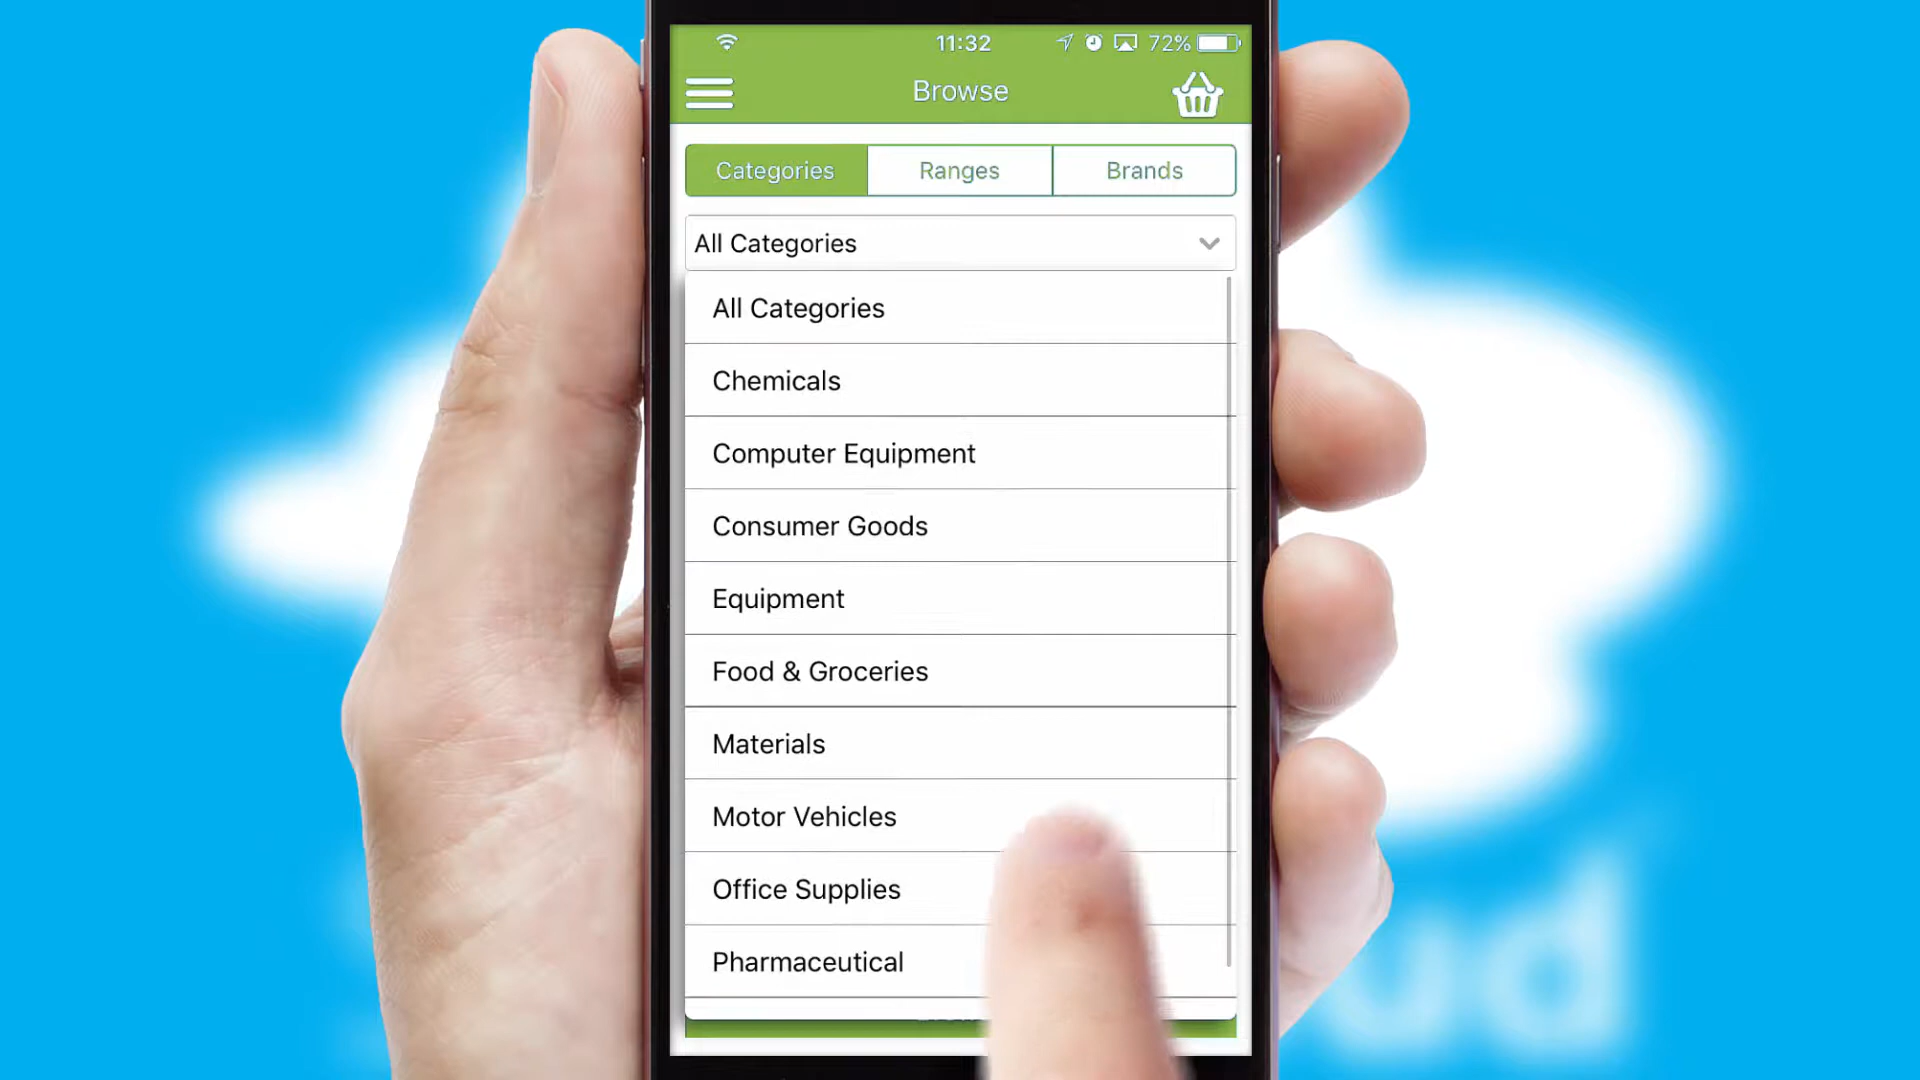 11:32 72%
Browse
Categories Ranges Brands
All Categories
All Categories
Chemicals
Computer Equipment
Consumer Goods
Equipment
Food & Groceries
Materials
Motor Vehicles
Office Supplies
Pharmaceutical